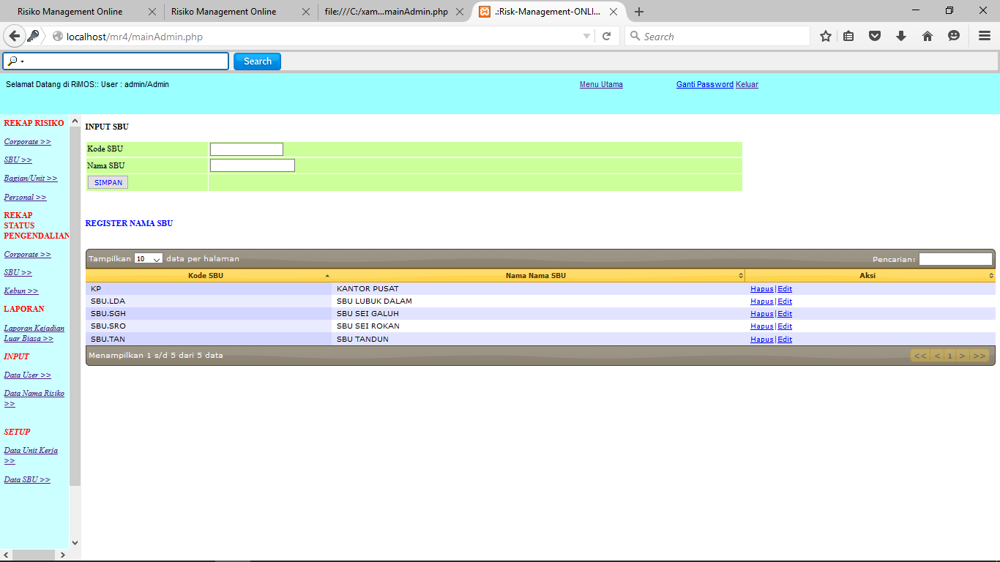 Risiko Management Online
Risiko Management Online
file:///C:/xam...mainAdmin.php
.:Risk-Management-ONLI...
localhost/mr4/mainAdmin.php
Search
Search
Selamat Datang di RiMOS:: User : admin/Admin
Menu Utama
Ganti Password Keluar
REKAP RISIKO
Corporate >>
SBU >>
Bagian/Unit >>
Personal >>
REKAP
STATUS
PENGENDALIAN
Corporate >>
SBU >>
Kebun >>
LAPORAN
Laporan Kejadian
Luar Biasa >>
INPUT
Data User >>
Data Nama Risiko
>>
SETUP
Data Unit Kerja
>>
Data SBU >>
INPUT SBU
Kode SBU
Nama SBU
SIMPAN
REGISTER NAMA SBU
Tampilkan 10 data per halaman
Pencarian:
Kode SBU Nama Nama SBU Aksi
KP KANTOR PUSAT Hapus|Edit
SBU.LDA SBU LUBUK DALAM Hapus|Edit
SBU.SGH SBU SEI GALUH Hapus|Edit
SBU.SRO SBU SEI ROKAN Hapus|Edit
SBU.TAN SBU TANDUN Hapus|Edit
Menampilkan 1 s/d 5 dari 5 data
<< < 1 > >>